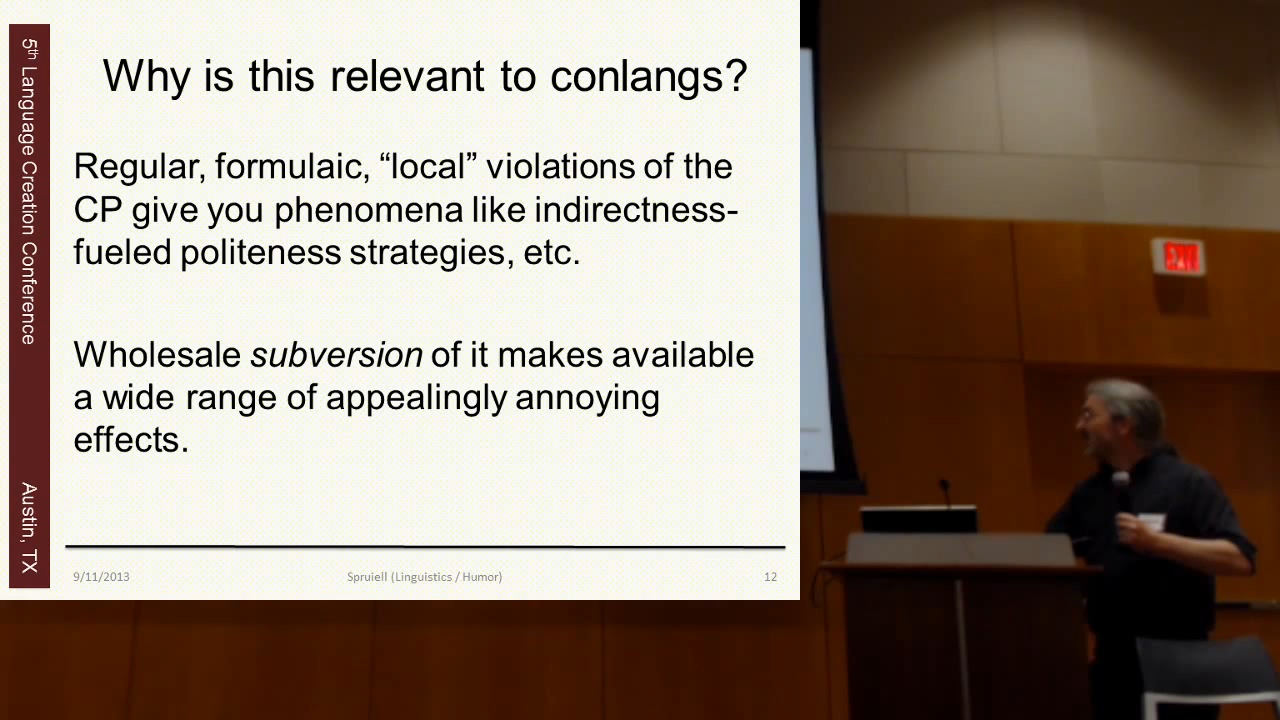 5th Language Creation Conference
Austin, TX
Why is this relevant to conlangs?
Regular, formulaic, “local” violations of the
CP give you phenomena like indirectness-
fueled politeness strategies, etc.
Wholesale subversion of it makes available
a wide range of appealingly annoying
effects.
9/11/2013
Spruiell (Linguistics / Humor)
12
EXIT